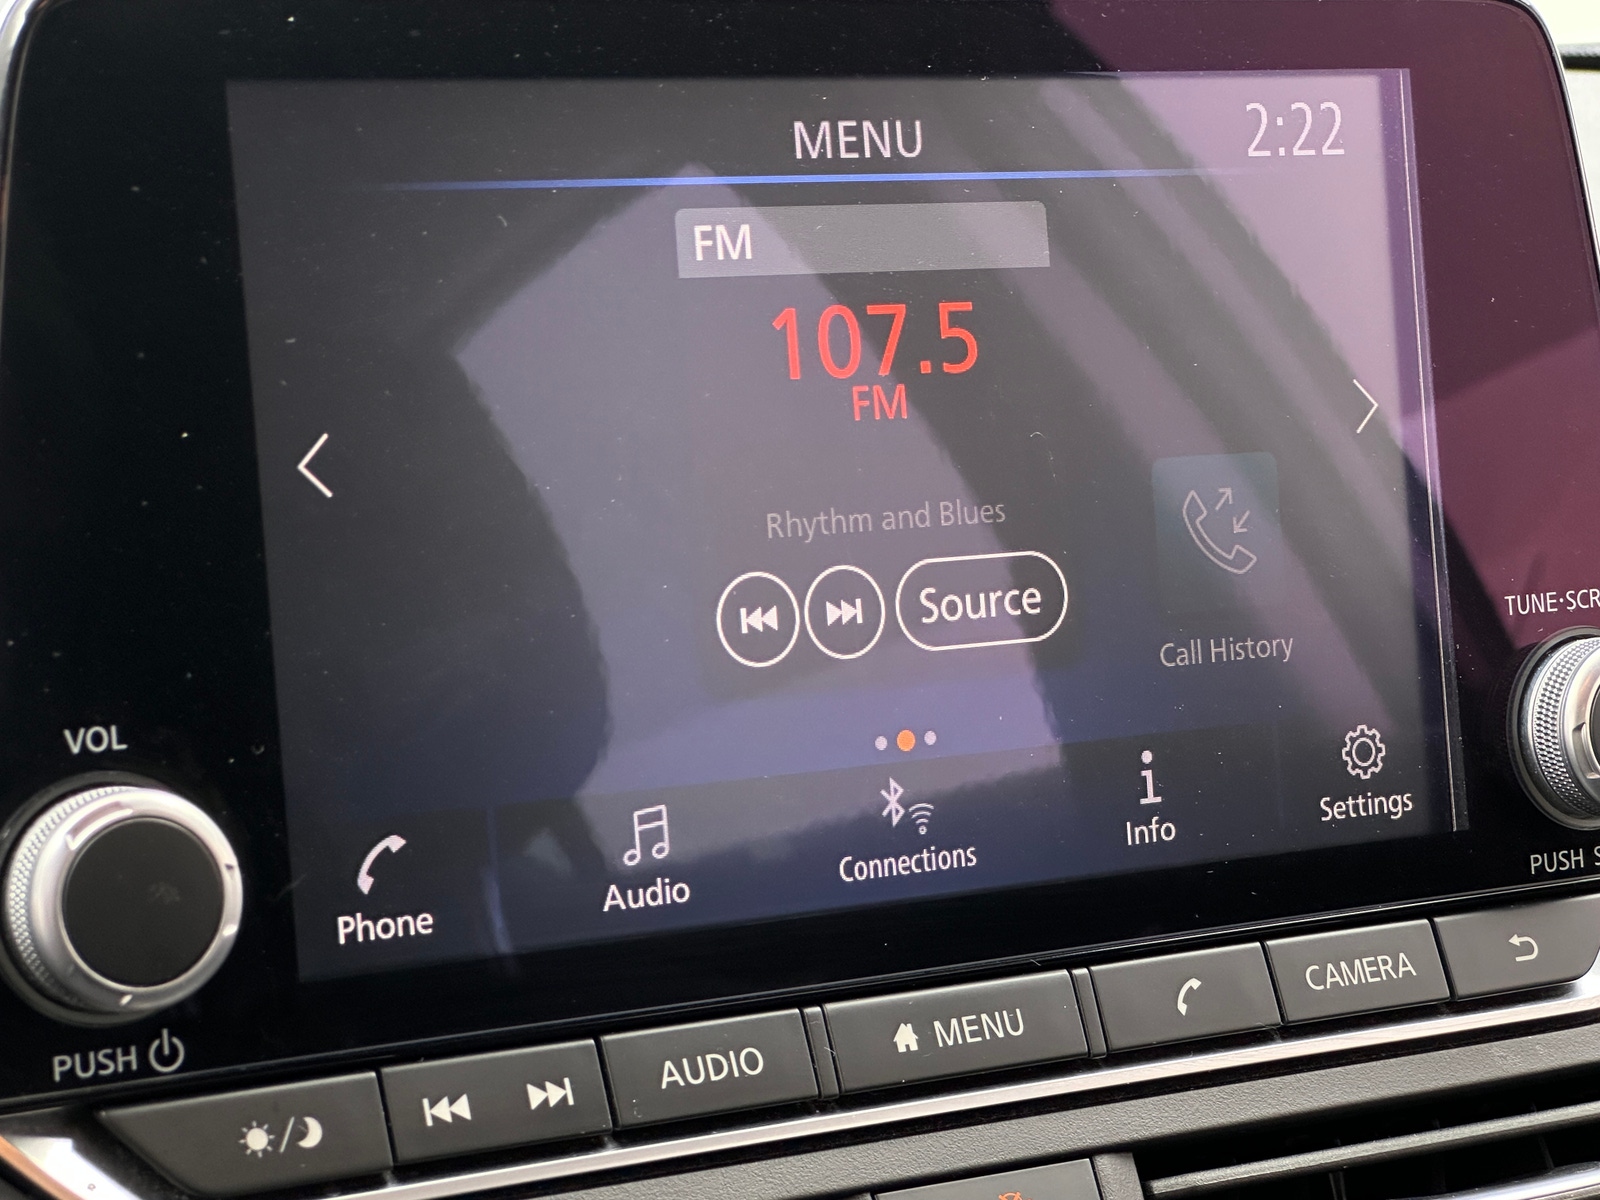 MENU
2:22
FM
107.5
FM
Rhythm and Blues
Source
Call History
Phone
Audio
Connections
Info
Settings
VOL
PUSH
TUNE·SCR
PUSH S
AUDIO
MENU
CAMERA